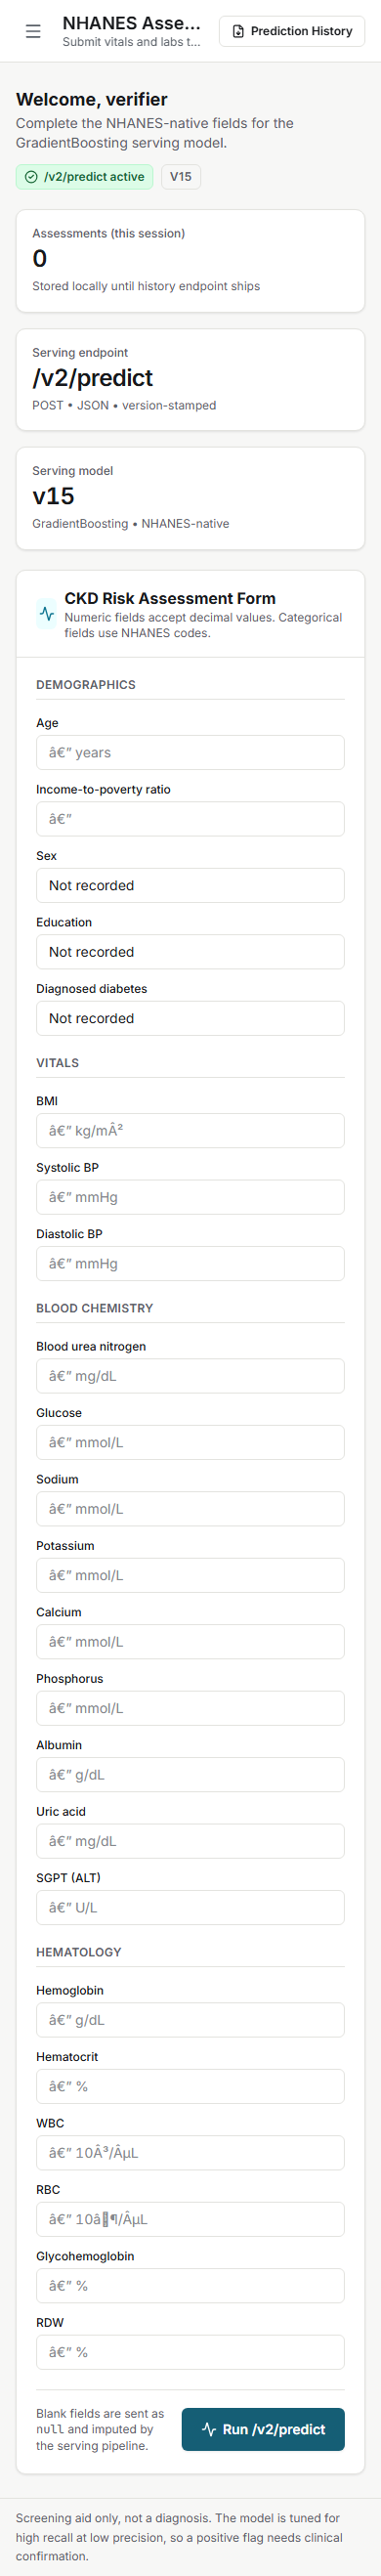 NHANES Asse...
Submit vitals and labs t...
Prediction History
Welcome, verifier
Complete the NHANES-native fields for the
GradientBoosting serving model.
/v2/predict active
V15
Assessments (this session)
0
Stored locally until history endpoint ships
Serving endpoint
/v2/predict
POST • JSON • version-stamped
Serving model
v15
GradientBoosting • NHANES-native
CKD Risk Assessment Form
Numeric fields accept decimal values. Categorical
fields use NHANES codes.
DEMOGRAPHICS
Age
â€” years
Income-to-poverty ratio
â€”
Sex
Not recorded
Education
Not recorded
Diagnosed diabetes
Not recorded
VITALS
BMI
â€” kg/mÂ²
Systolic BP
â€” mmHg
Diastolic BP
â€” mmHg
BLOOD CHEMISTRY
Blood urea nitrogen
â€” mg/dL
Glucose
â€” mmol/L
Sodium
â€” mmol/L
Potassium
â€” mmol/L
Calcium
â€” mmol/L
Phosphorus
â€” mmol/L
Albumin
â€” g/dL
Uric acid
â€” mg/dL
SGPT (ALT)
â€” U/L
HEMATOLOGY
Hemoglobin
â€” g/dL
Hematocrit
â€” %
WBC
â€” 10Â³/ÂµL
RBC
â€” 10â¶/ÂµL
Glycohemoglobin
â€” %
RDW
â€” %
Blank fields are sent as
null and imputed by
the serving pipeline.
Run /v2/predict
Screening aid only, not a diagnosis. The model is tuned for
high recall at low precision, so a positive flag needs clinical
confirmation.